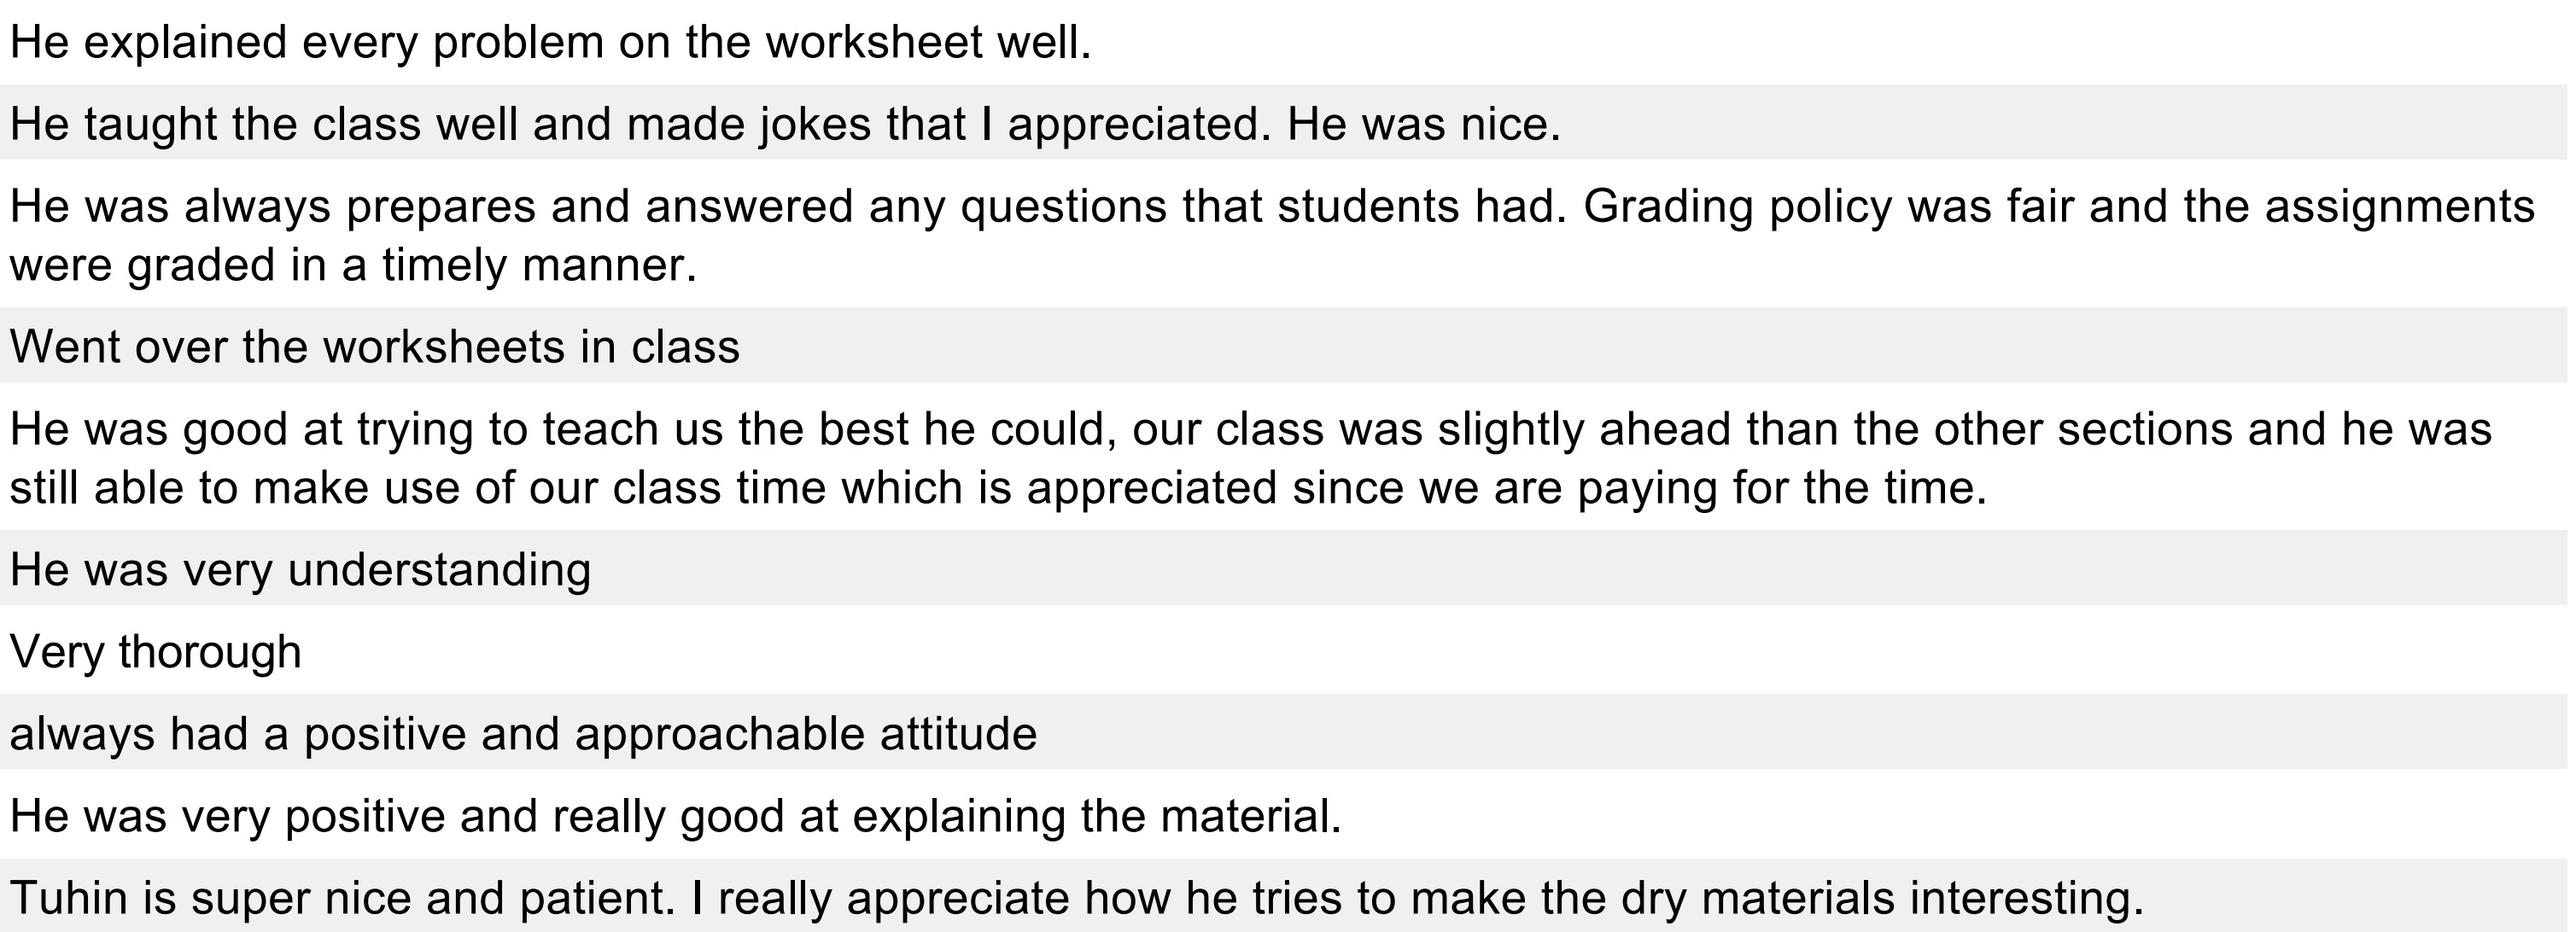 He explained every problem on the worksheet well.
He taught the class well and made jokes that I appreciated. He was nice.
He was always prepares and answered any questions that students had. Grading policy was fair and the assignments
were graded in a timely manner.
Went over the worksheets in class
He was good at trying to teach us the best he could, our class was slightly ahead than the other sections and he was
still able to make use of our class time which is appreciated since we are paying for the time.
He was very understanding
Very thorough
always had a positive and approachable attitude
He was very positive and really good at explaining the material.
Tuhin is super nice and patient. I really appreciate how he tries to make the dry materials interesting.